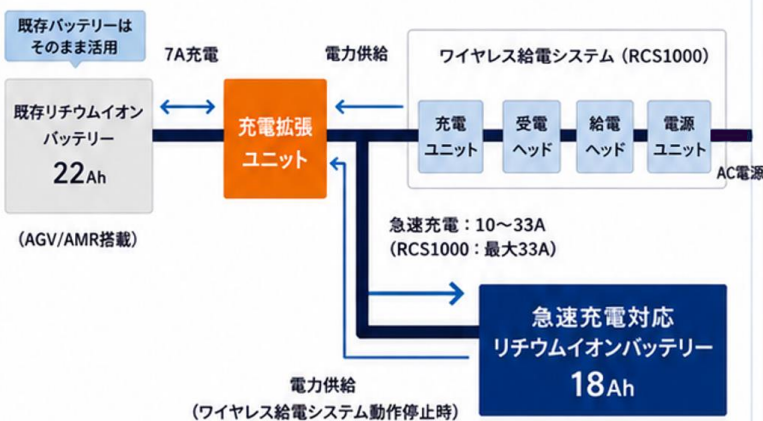 既存バッテリーは
そのまま活用
7A充電
電力供給
ワイヤレス給電システム（RCS1000）
既存リチウムイオン
バッテリー
22Ah
充電拡張
ユニット
充電
ユニット
受電
ヘッド
給電
ヘッド
電源
ユニット
AC電源
（AGV/AMR搭載）
急速充電：10～33A
（RCS1000：最大33A）
急速充電対応
リチウムイオンバッテリー
18Ah
電力供給
（ワイヤレス給電システム動作停止時）